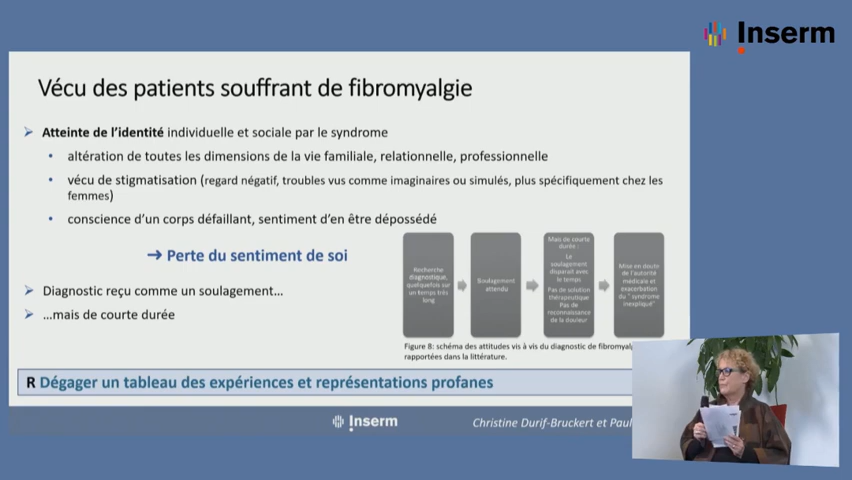 Inserm
Vécu des patients souffrant de fibromyalgie
Atteinte de l'identité individuelle et sociale par le syndrome
altération de toutes les dimensions de la vie familiale, relationnelle, professionnelle
vécu de stigmatisation (regard négatif, troubles vus comme imaginaires ou simulés, plus spécifiquement chez les
femmes)
conscience d'un corps défaillant, sentiment d'en être dépossédé
→ Perte du sentiment de soi
Diagnostic reçu comme un soulagement…
…mais de courte durée
Recherche
diagnostique,
quelquefois sur
un temps très
long
Soulagement
attendu
Mais de courte
durée :
Le
soulagement
disparait avec
le temps
Pas de solution
thérapeutique
Pas de
reconnaissance
de la douleur
Mise en doute
de l'autorité
médicale et
exacerbation
du " syndrome
inexpliqué"
Figure 8: schéma des attitudes vis à vis du diagnostic de
rapportées dans la littérature.
R Dégager un tableau des expériences et représentations profanes
Inserm
Christine Durif-Bruckert et Paul